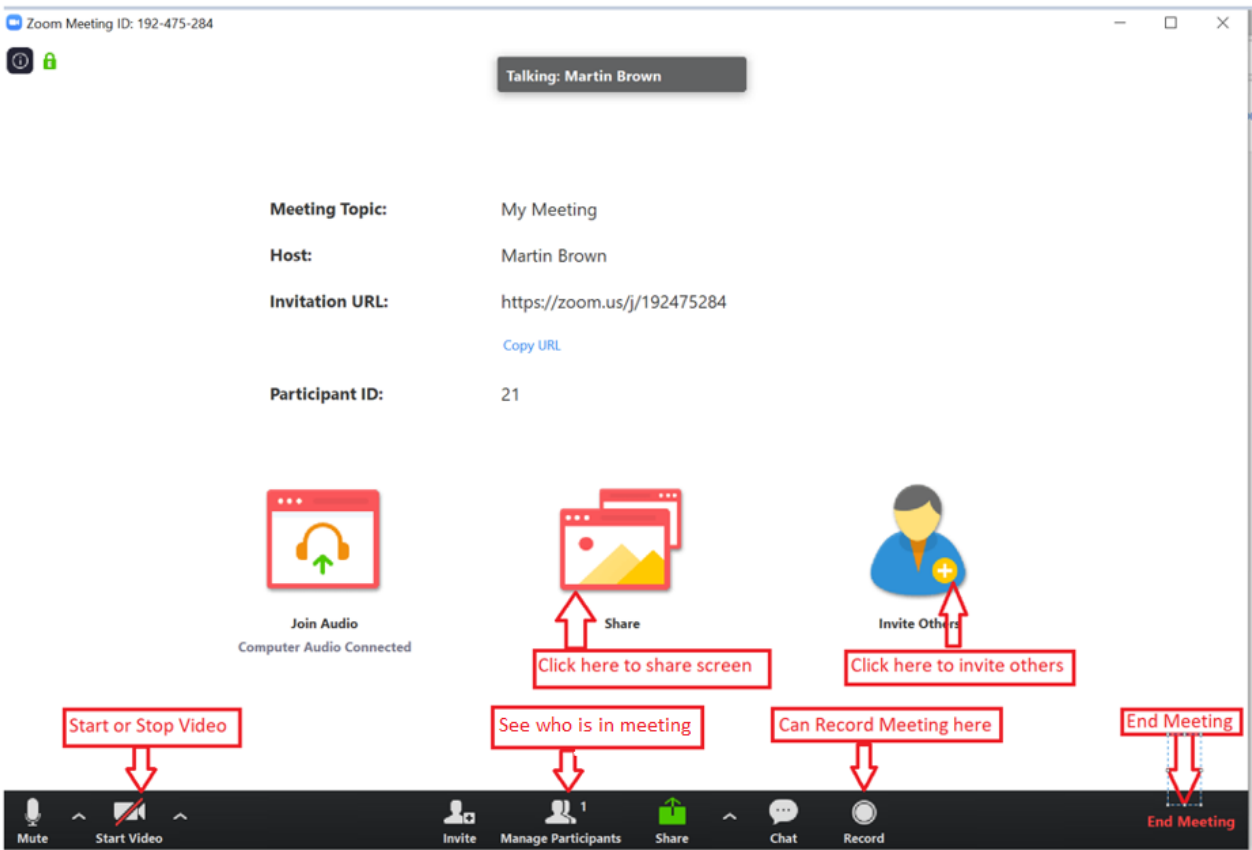 Zoom Meeting ID: 192-475-284
Talking: Martin Brown
Meeting Topic: My Meeting
Host: Martin Brown
Invitation URL: https://zoom.us/j/192475284
Copy URL
Participant ID: 21
Join Audio
Computer Audio Connected
Share
Invite Others
Click here to share screen
Click here to invite others
Start or Stop Video
See who is in meeting
Can Record Meeting here
End Meeting
Mute
Start Video
Invite
1
Manage Participants
Share
Chat
Record
End Meeting